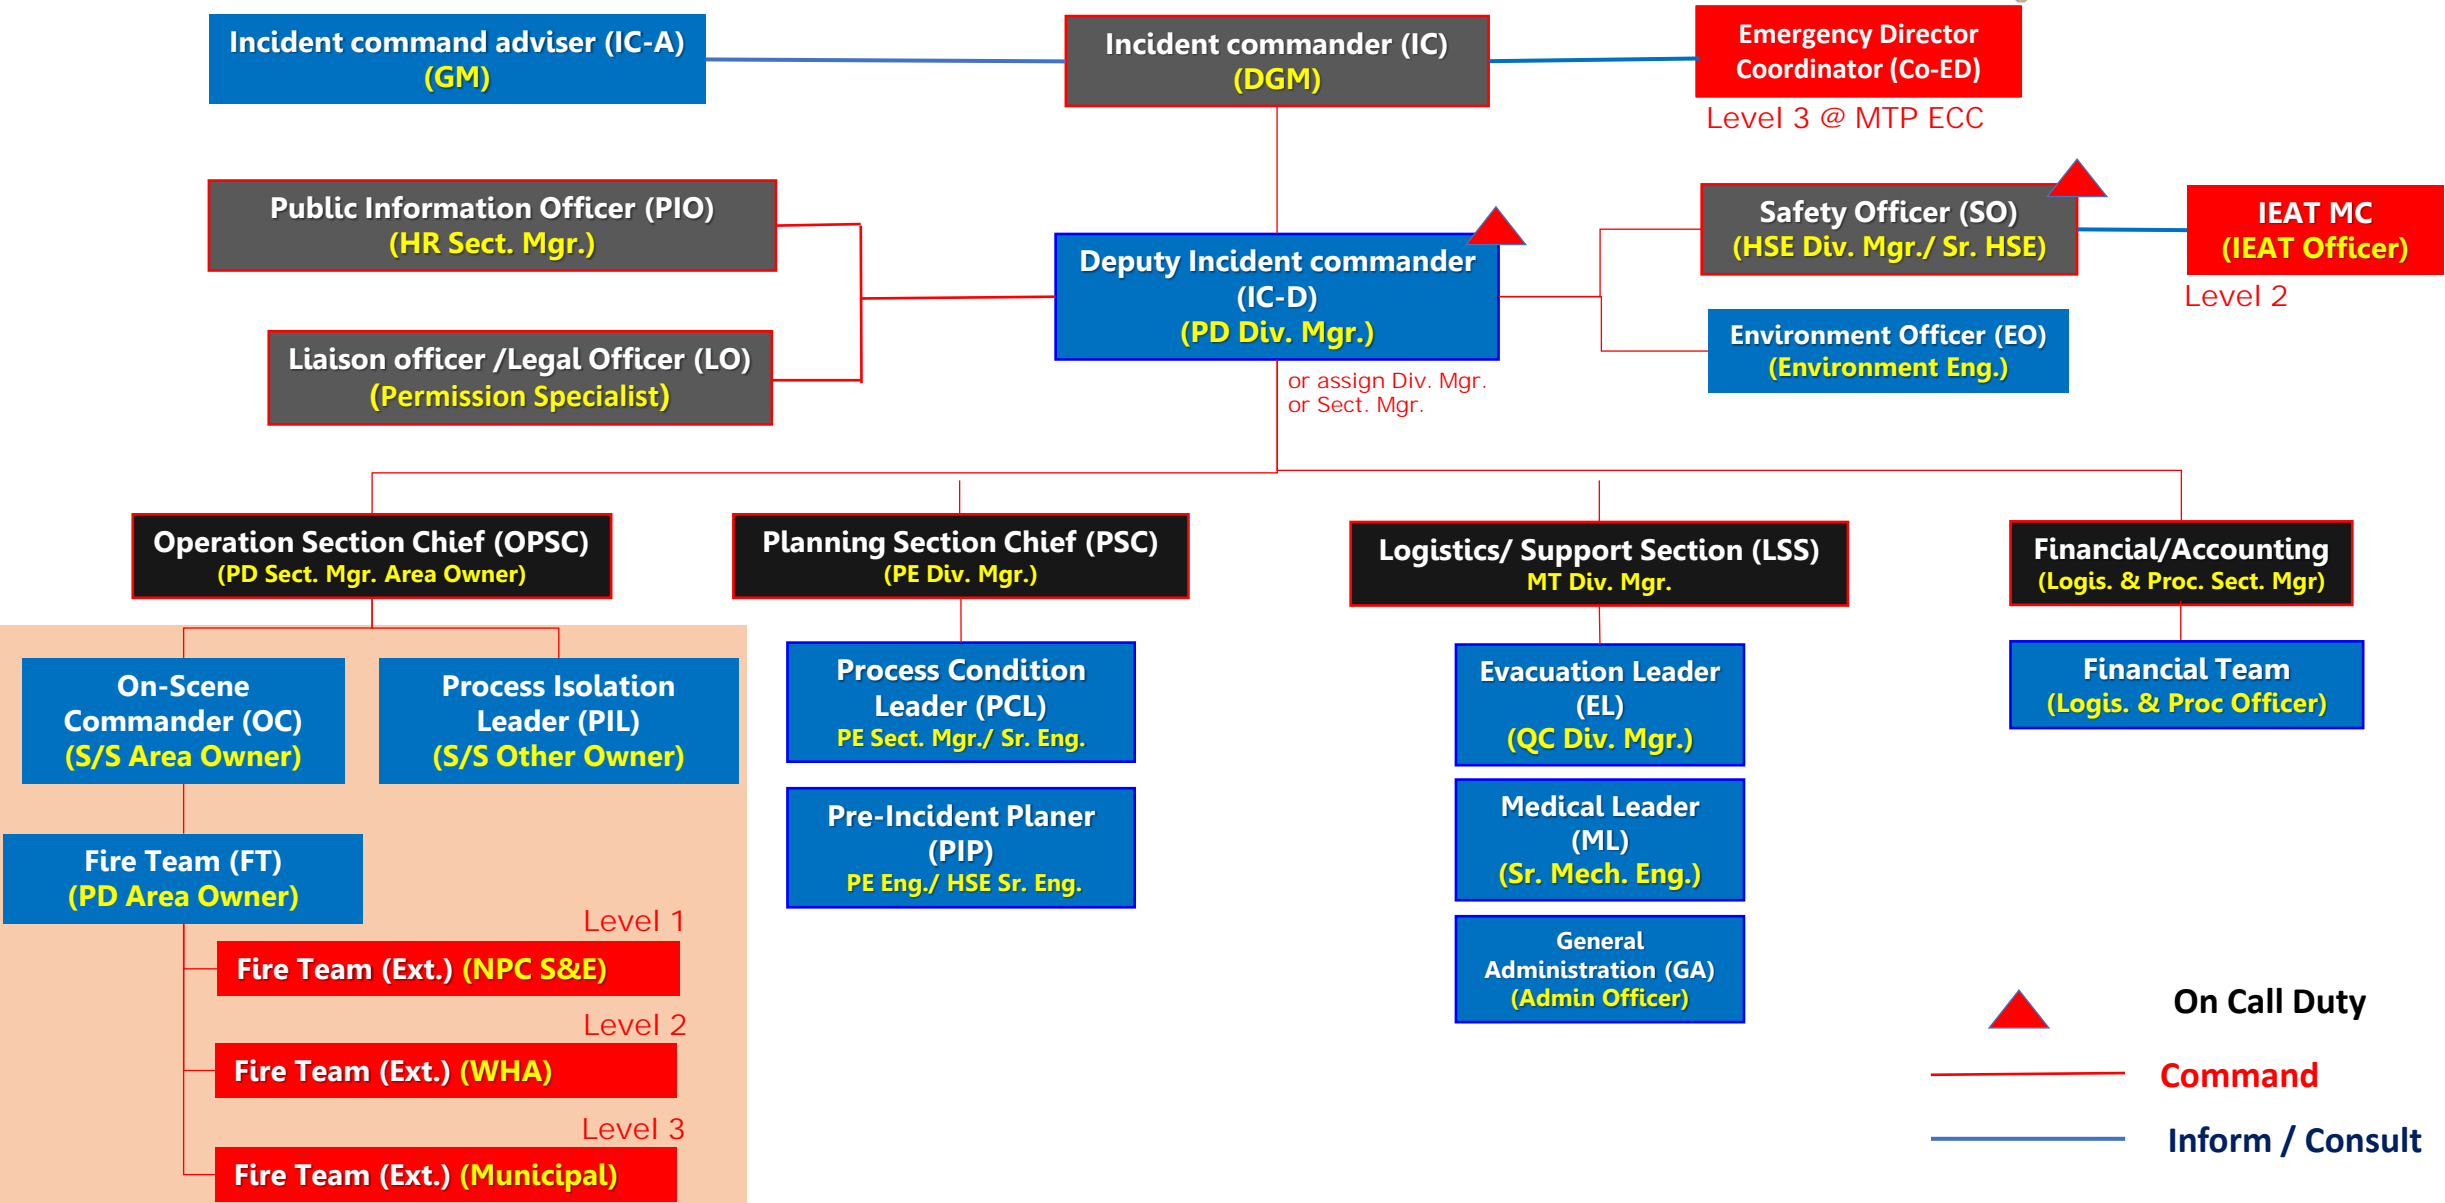 Incident command adviser (IC-A)
(GM)
Incident commander (IC)
(DGM)
Emergency Director
Coordinator (Co-ED)
Level 3 @ MTP ECC
Public Information Officer (PIO)
(HR Sect. Mgr.)
Safety Officer (SO)
(HSE Div. Mgr./ Sr. HSE)
IEAT MC
(IEAT Officer)
Level 2
Deputy Incident commander
(IC-D)
(PD Div. Mgr.)
Liaison officer /Legal Officer (LO)
(Permission Specialist)
Environment Officer (EO)
(Environment Eng.)
or assign Div. Mgr.
or Sect. Mgr.
Operation Section Chief (OPSC)
(PD Sect. Mgr. Area Owner)
Planning Section Chief (PSC)
(PE Div. Mgr.)
Logistics/ Support Section (LSS)
MT Div. Mgr.
Financial/Accounting
(Logis. & Proc. Sect. Mgr)
On-Scene
Commander (OC)
(S/S Area Owner)
Process Isolation
Leader (PIL)
(S/S Other Owner)
Process Condition
Leader (PCL)
PE Sect. Mgr./ Sr. Eng.
Evacuation Leader
(EL)
(QC Div. Mgr.)
Financial Team
(Logis. & Proc Officer)
Fire Team (FT)
(PD Area Owner)
Pre-Incident Planer
(PIP)
PE Eng./ HSE Sr. Eng.
Medical Leader
(ML)
(Sr. Mech. Eng.)
Level 1
Fire Team (Ext.) (NPC S&E)
Level 2
Fire Team (Ext.) (WHA)
Level 3
Fire Team (Ext.) (Municipal)
General
Administration (GA)
(Admin Officer)
On Call Duty
Command
Inform / Consult